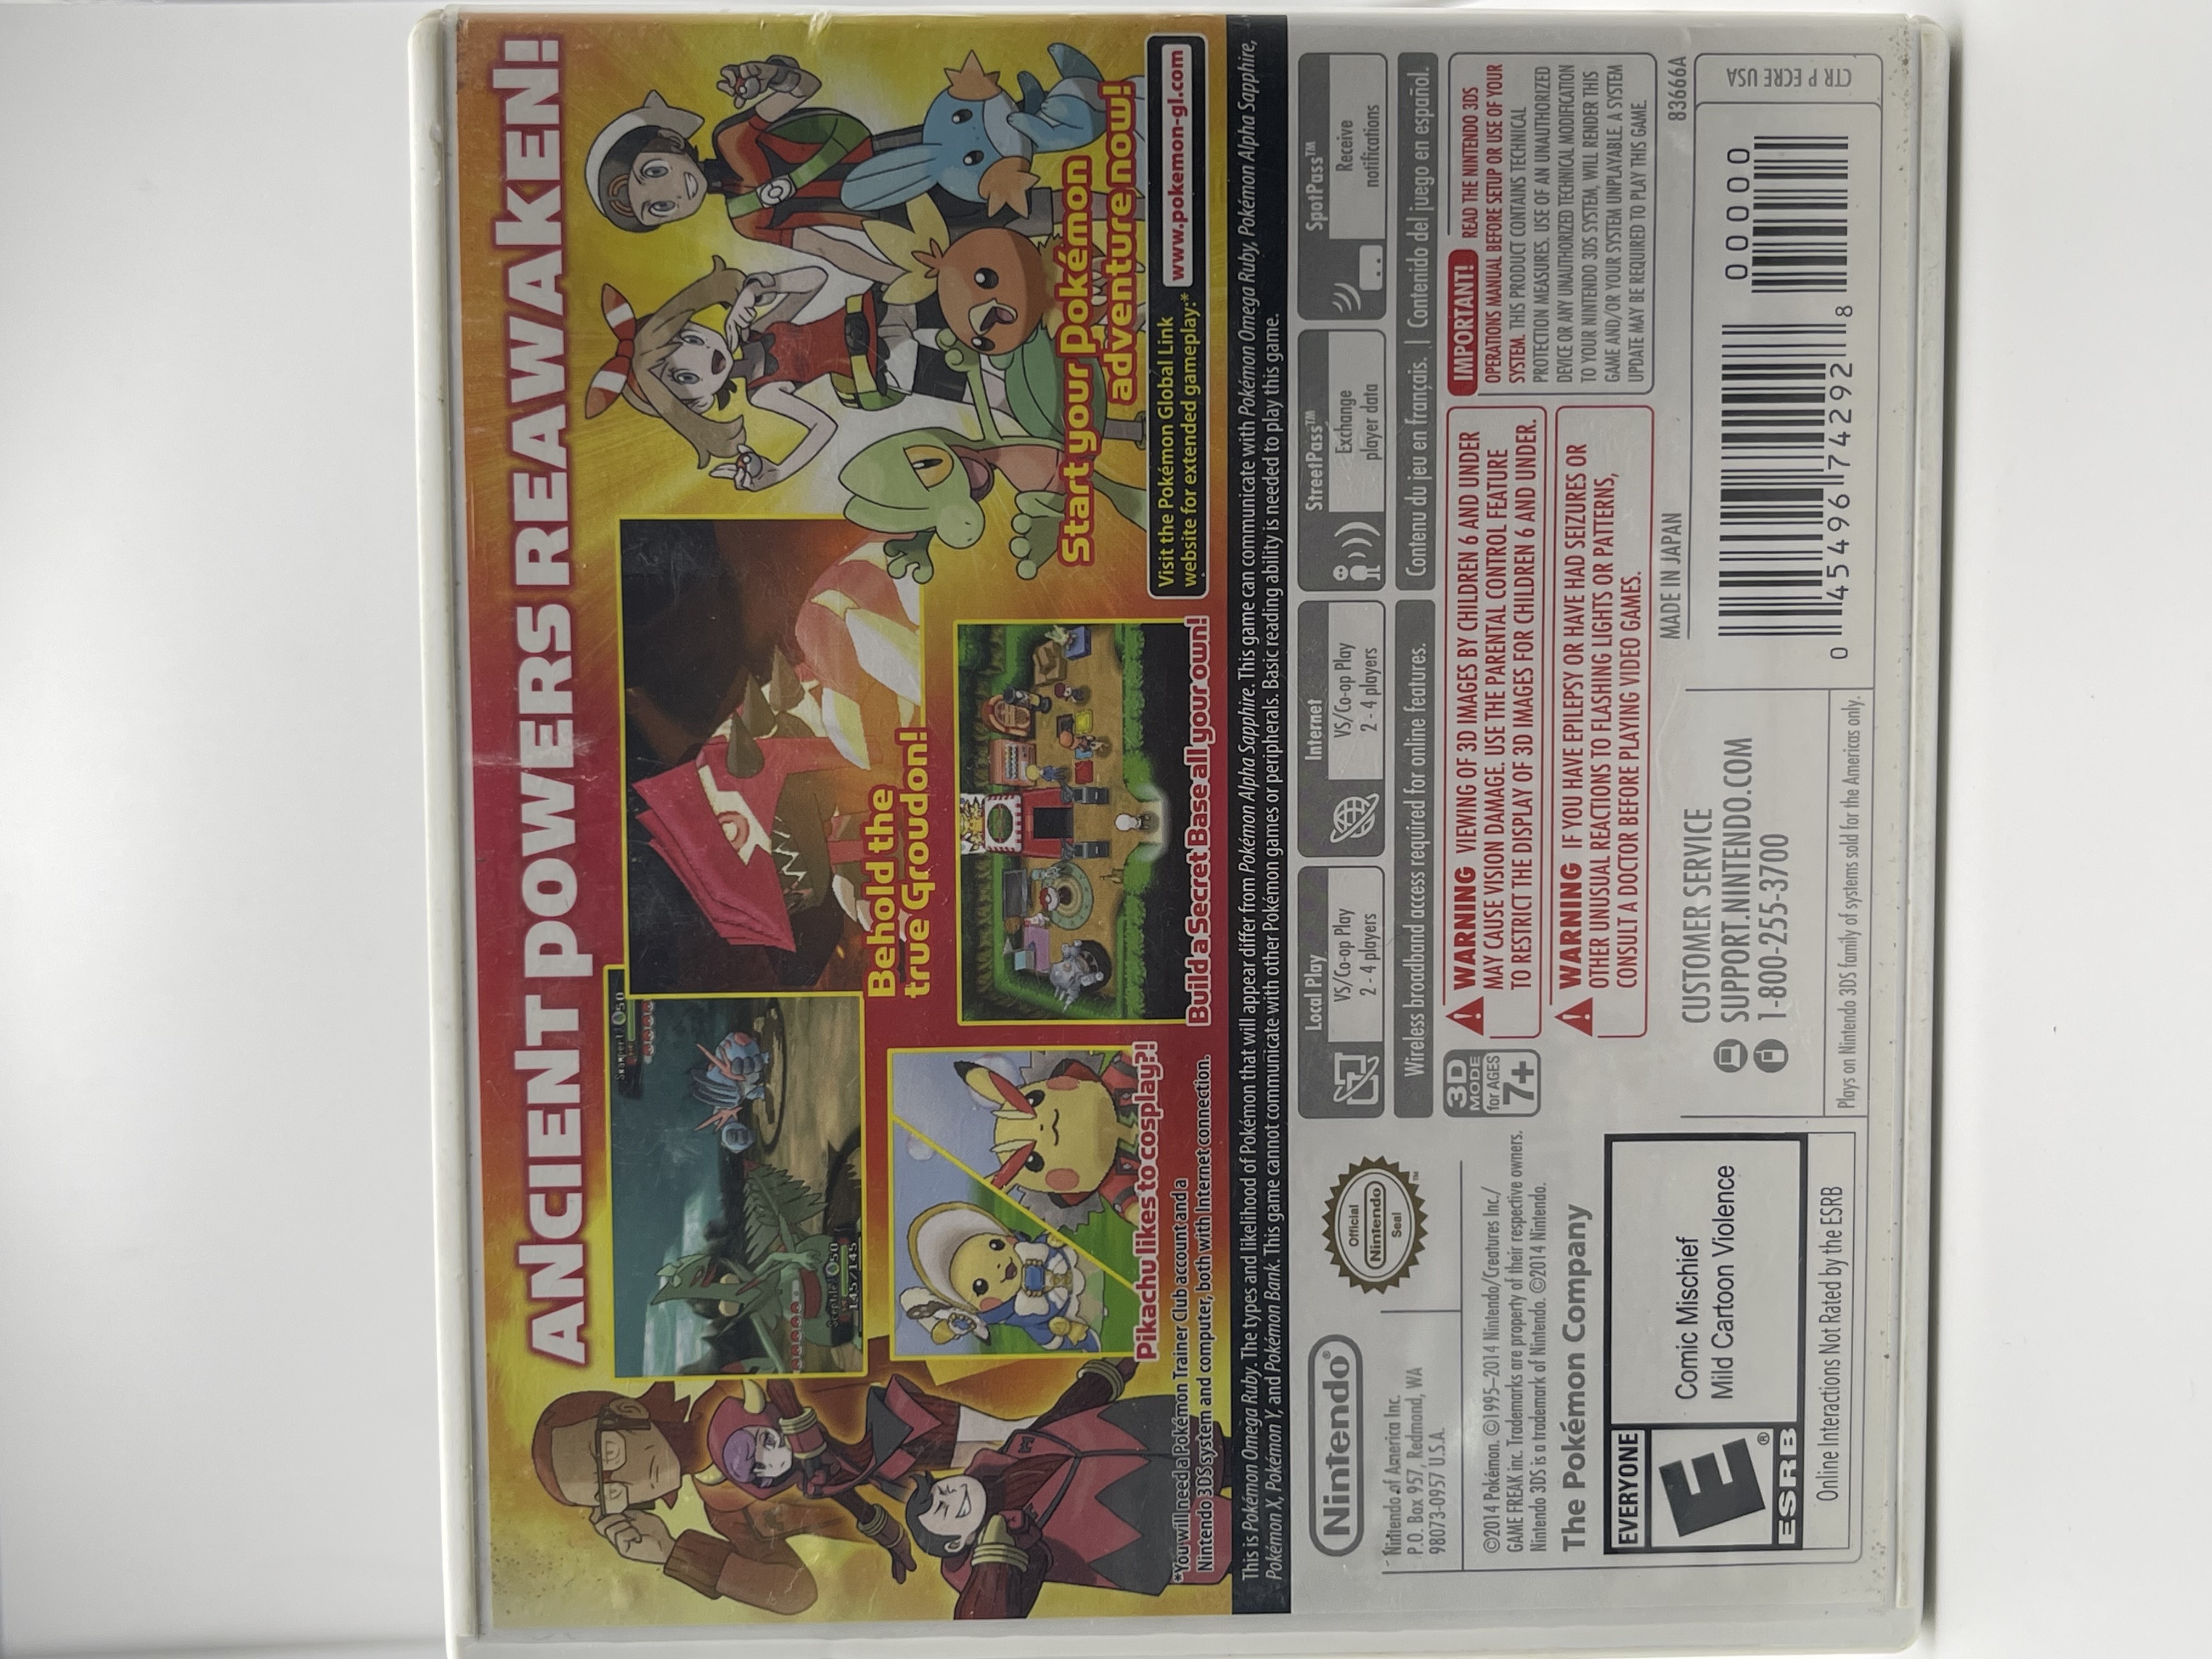 ANCIENT POWERS REAWAKEN!
Swampert 50
Sceptile 50
145/145
Behold the
true Groudon!
Pikachu likes to cosplay?!
*You will need a Pokémon Trainer Club account and a
Nintendo 3DS system and computer, both with Internet connection.
Build a Secret Base all your own!
Start your Pokémon
adventure now!
Visit the Pokémon Global Link
website for extended gameplay:*
www.pokemon-gl.com
This is Pokémon Omega Ruby. The types and likelihood of Pokémon that will appear differ from Pokémon Alpha Sapphire. This game can communicate with Pokémon Omega Ruby, Pokémon Alpha Sapphire,
Pokémon X, Pokémon Y, and Pokémon Bank. This game cannot communicate with other Pokémon games or peripherals. Basic reading ability is needed to play this game.
Nintendo®
Official
Nintendo
Seal
TM
Nintendo of America Inc.
P.O. Box 957, Redmond, WA
98073-0957 U.S.A.
Local Play
VS/Co-op Play
2 - 4 players
Internet
VS/Co-op Play
2 - 4 players
StreetPass™
Exchange
player data
SpotPass™
Receive
notifications
Wireless broadband access required for online features.
Contenu du jeu en français. | Contenido del juego en español.
©2014 Pokémon. ©1995–2014 Nintendo/Creatures Inc./
GAME FREAK inc. Trademarks are property of their respective owners.
Nintendo 3DS is a trademark of Nintendo. ©2014 Nintendo.
The Pokémon Company
3D
MODE
for AGES
7+
WARNING VIEWING OF 3D IMAGES BY CHILDREN 6 AND UNDER
MAY CAUSE VISION DAMAGE. USE THE PARENTAL CONTROL FEATURE
TO RESTRICT THE DISPLAY OF 3D IMAGES FOR CHILDREN 6 AND UNDER.
WARNING IF YOU HAVE EPILEPSY OR HAVE HAD SEIZURES OR
OTHER UNUSUAL REACTIONS TO FLASHING LIGHTS OR PATTERNS,
CONSULT A DOCTOR BEFORE PLAYING VIDEO GAMES.
IMPORTANT! READ THE NINTENDO 3DS
OPERATIONS MANUAL BEFORE SETUP OR USE OF YOUR
SYSTEM. THIS PRODUCT CONTAINS TECHNICAL
PROTECTION MEASURES. USE OF AN UNAUTHORIZED
DEVICE OR ANY UNAUTHORIZED TECHNICAL MODIFICATION
TO YOUR NINTENDO 3DS SYSTEM, WILL RENDER THIS
GAME AND/OR YOUR SYSTEM UNPLAYABLE. A SYSTEM
UPDATE MAY BE REQUIRED TO PLAY THIS GAME.
EVERYONE
E
®
ESRB
Comic Mischief
Mild Cartoon Violence
Online Interactions Not Rated by the ESRB
CUSTOMER SERVICE
SUPPORT.NINTENDO.COM
1-800-255-3700
Plays on Nintendo 3DS family of systems sold for the Americas only.
MADE IN JAPAN
83666A
0 45496 74292 8
00000
CTR P ECRE USA